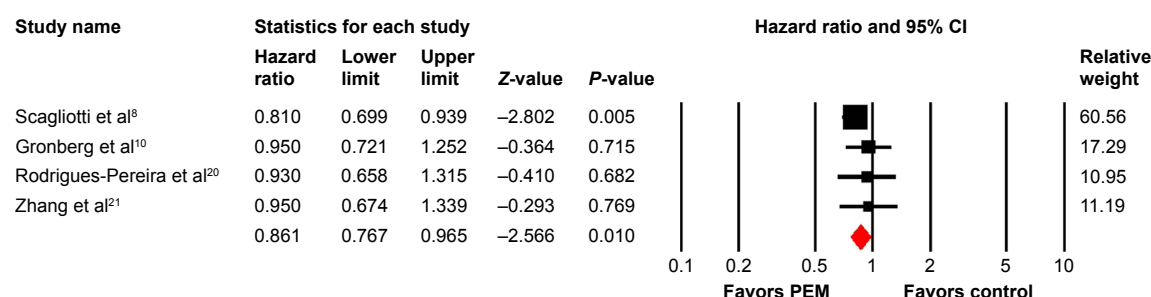 Study name Statistics for each study Hazard ratio and 95% CI
Hazard ratio Lower limit Upper limit Z-value P-value Relative weight
Scagliotti et al⁸ 0.810 0.699 0.939 –2.802 0.005 60.56
Gronberg et al¹⁰ 0.950 0.721 1.252 –0.364 0.715 17.29
Rodrigues-Pereira et al²⁰ 0.930 0.658 1.315 –0.410 0.682 10.95
Zhang et al²¹ 0.950 0.674 1.339 –0.293 0.769 11.19
0.861 0.767 0.965 –2.566 0.010
0.1 0.2 0.5 1 2 5 10
Favors PEM Favors control